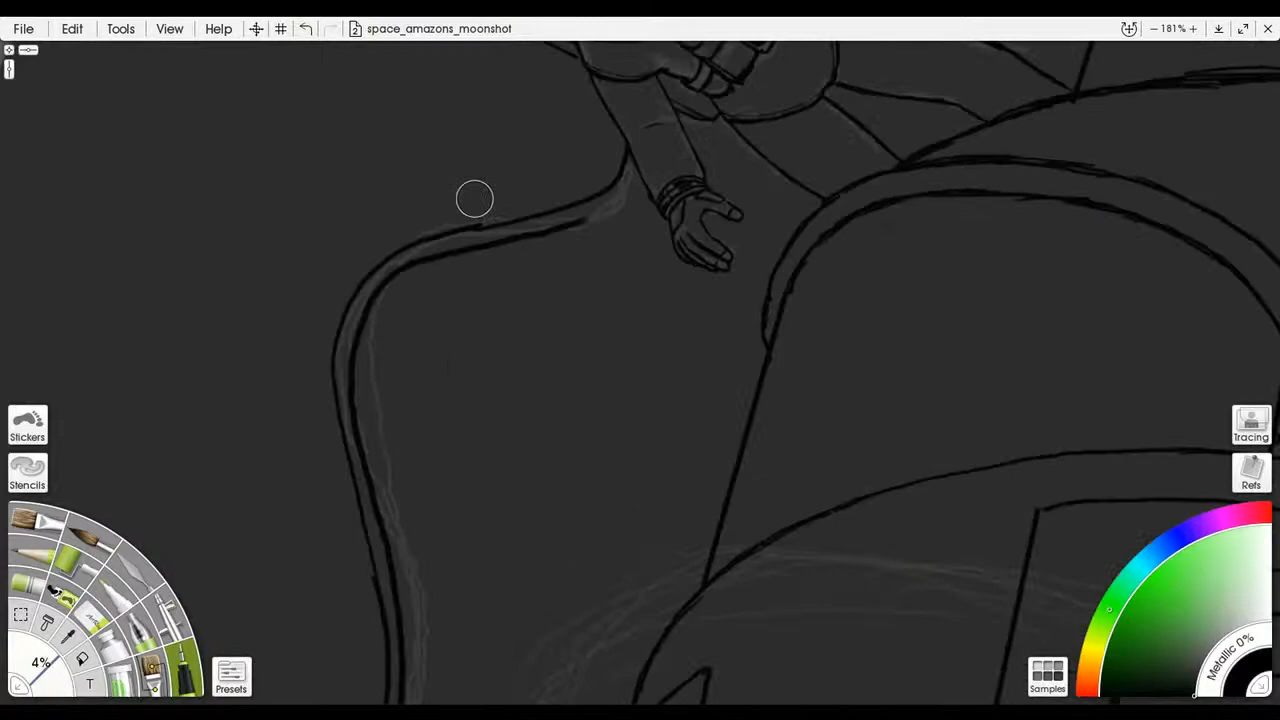 File Edit Tools View Help space_amazons_moonshot 181%
Stickers
Stencils
Tracing
Refs
4%
T
Presets
Samples
Metallic 0%